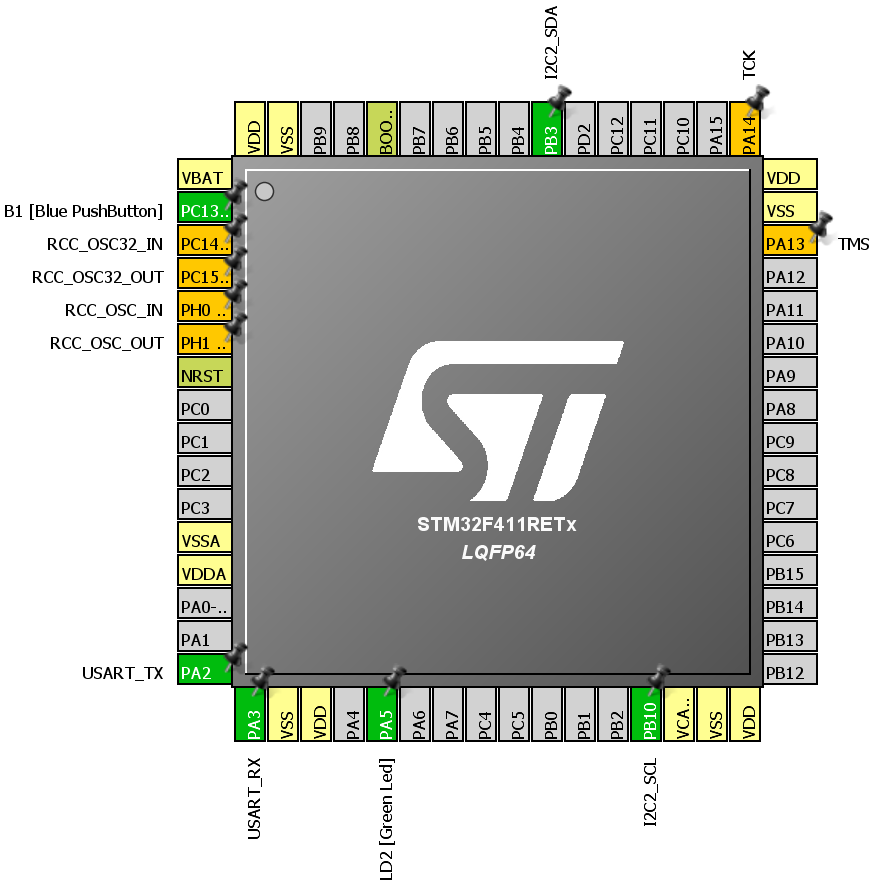 I2C2_SDA
TCK
VDD
VSS
PB9
PB8
BOO..
PB7
PB6
PB5
PB4
PB3
PD2
PC12
PC11
PC10
PA15
PA14
VBAT
B1 [Blue PushButton] PC13..
RCC_OSC32_IN PC14..
RCC_OSC32_OUT PC15..
RCC_OSC_IN PH0 ..
RCC_OSC_OUT PH1 ..
NRST
PC0
PC1
PC2
PC3
VSSA
VDDA
PA0-..
PA1
USART_TX PA2
VDD
VSS
PA13 TMS
PA12
PA11
PA10
PA9
PA8
PC9
PC8
PC7
PC6
PB15
PB14
PB13
PB12
ST
STM32F411RETx
LQFP64
PA3
VSS
VDD
PA4
PA5
PA6
PA7
PC4
PC5
PB0
PB1
PB2
PB10
VCA..
VSS
VDD
USART_RX
LD2 [Green Led]
I2C2_SCL